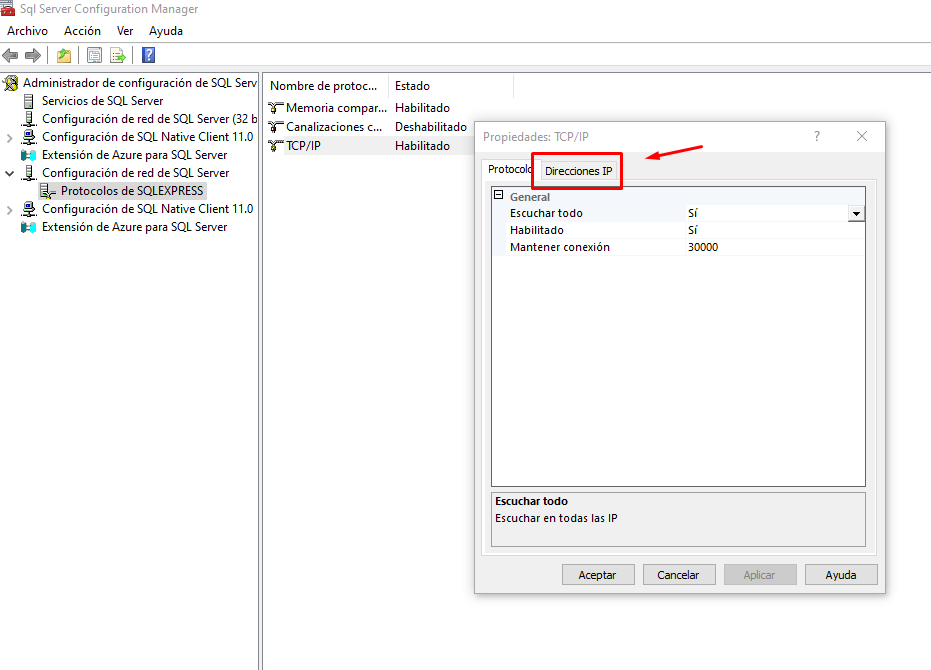 Sql Server Configuration Manager
Archivo Acción Ver Ayuda
Administrador de configuración de SQL Serv
Servicios de SQL Server
Configuración de red de SQL Server (32 b
Configuración de SQL Native Client 11.0
Extensión de Azure para SQL Server
Configuración de red de SQL Server
Protocolos de SQLEXPRESS
Configuración de SQL Native Client 11.0
Extensión de Azure para SQL Server
Nombre de protoc... Estado
Memoria compar... Habilitado
Canalizaciones c... Deshabilitado
TCP/IP Habilitado
Propiedades: TCP/IP ?
Protocolo Direcciones IP
General
Escuchar todo Sí
Habilitado Sí
Mantener conexión 30000
Escuchar todo
Escuchar en todas las IP
Aceptar Cancelar Aplicar Ayuda